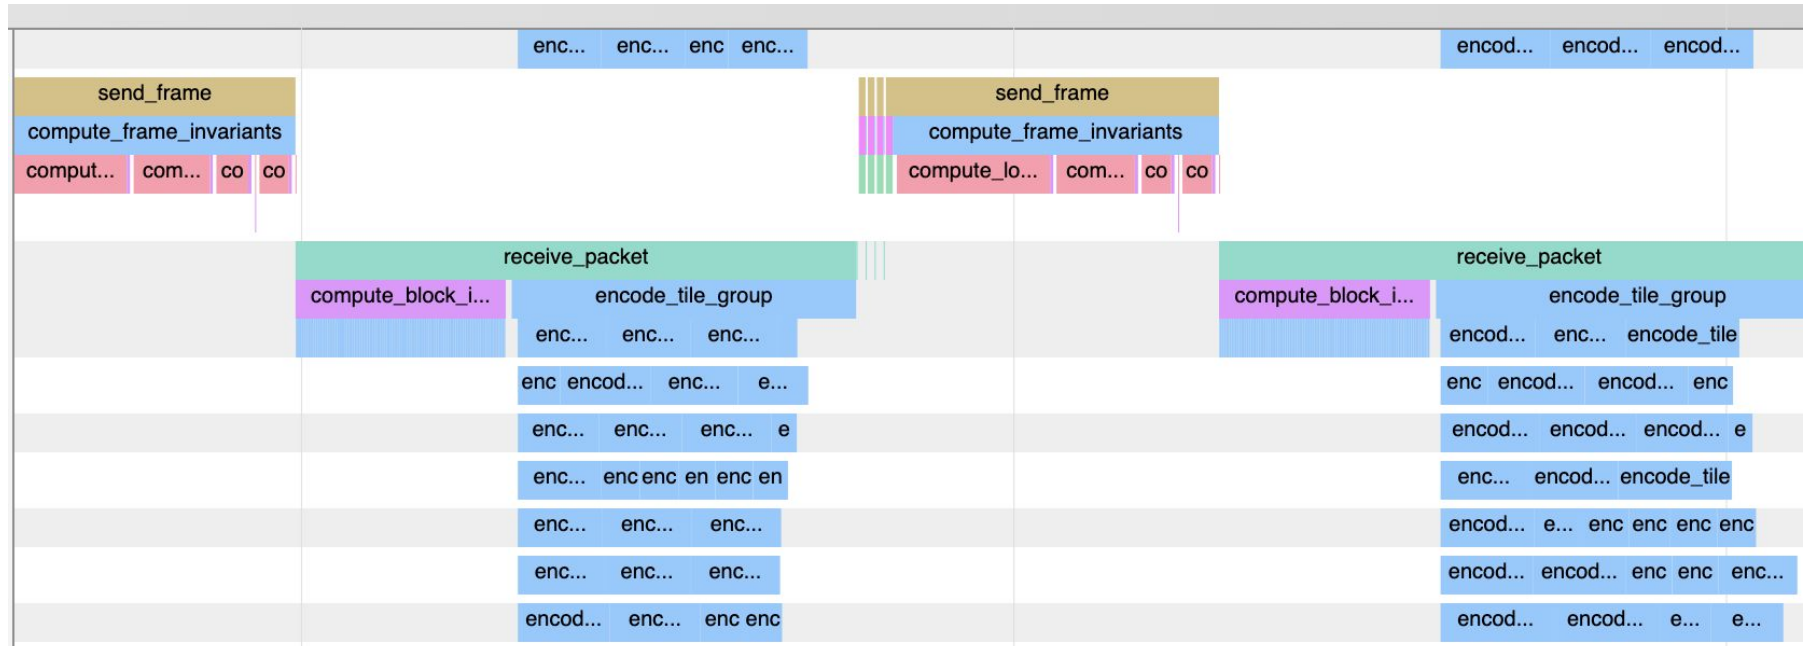 enc... enc... enc enc... encod... encod... encod...
send_frame send_frame
compute_frame_invariants compute_frame_invariants
comput... com... co co compute_lo... com... co co
receive_packet receive_packet
compute_block_i... encode_tile_group compute_block_i... encode_tile_group
enc... enc... enc... encod... enc... encode_tile
enc encod... enc... e... enc encod... encod... enc
enc... enc... enc... e encod... encod... encod... e
enc... enc enc en enc en enc... encod... encode_tile
enc... enc... enc... encod... e... enc enc enc enc
enc... enc... enc... encod... encod... enc enc enc...
encod... enc... enc enc encod... encod... e... e...